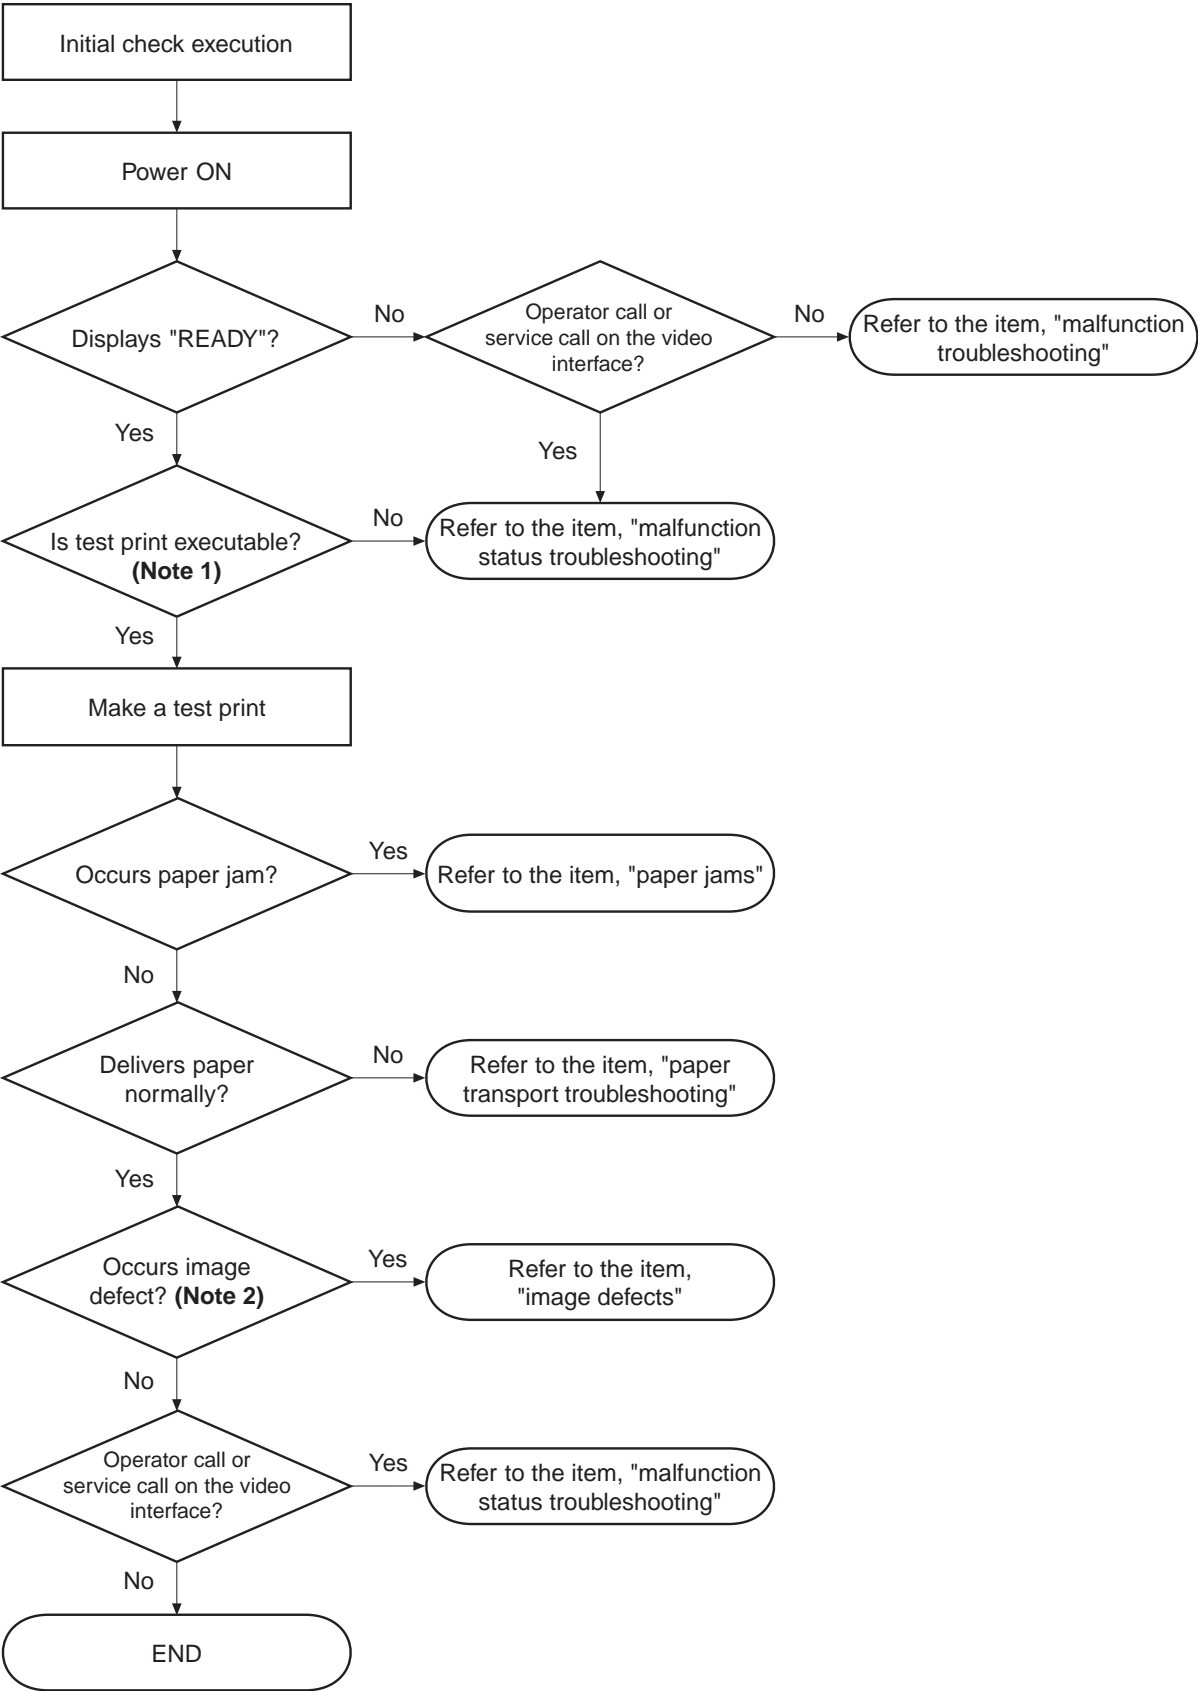 Initial check execution
Power ON
Displays "READY"?
No
Operator call or
service call on the video
interface?
No
Refer to the item, "malfunction
troubleshooting"
Yes
Yes
Is test print executable?
(Note 1)
No
Refer to the item, "malfunction
status troubleshooting"
Yes
Make a test print
Occurs paper jam?
Yes
Refer to the item, "paper jams"
No
Delivers paper
normally?
No
Refer to the item, "paper
transport troubleshooting"
Yes
Occurs image
defect? (Note 2)
Yes
Refer to the item,
"image defects"
No
Operator call or
service call on the video
interface?
Yes
Refer to the item, "malfunction
status troubleshooting"
No
END